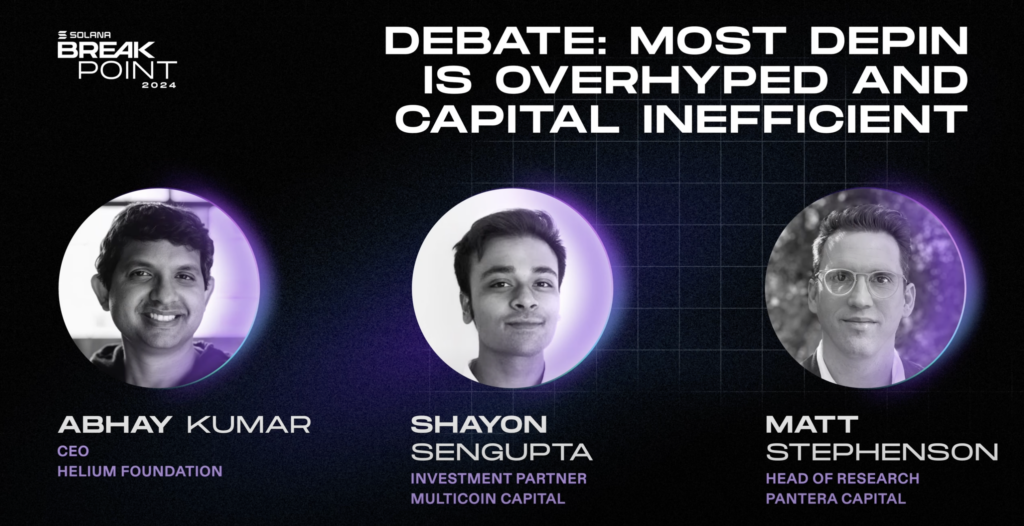 SOLANA
BREAK
POINT
2024
DEBATE: MOST DEPIN
IS OVERHYPED AND
CAPITAL INEFFICIENT
ABHAY KUMAR
CEO
HELIUM FOUNDATION
SHAYON
SENGUPTA
INVESTMENT PARTNER
MULTICOIN CAPITAL
MATT
STEPHENSON
HEAD OF RESEARCH
PANTERA CAPITAL